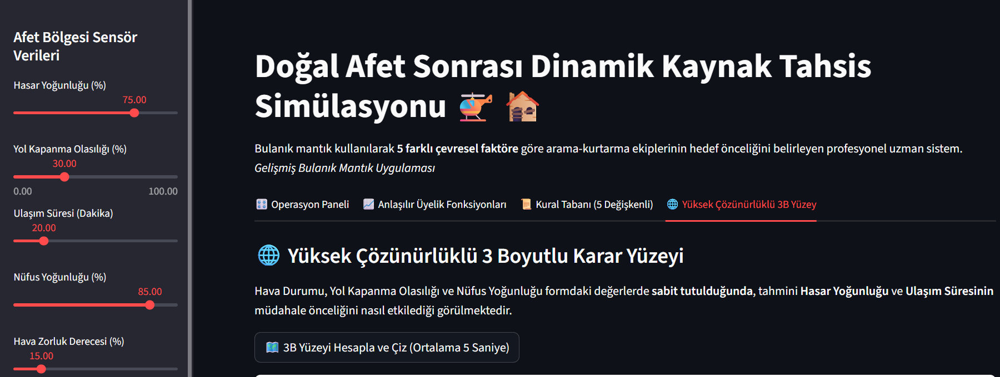 Afet Bölgesi Sensör
Verileri
Hasar Yoğunluğu (%)
75.00
Yol Kapanma Olasılığı (%)
30.00
0.00 100.00
Ulaşım Süresi (Dakika)
20.00
Nüfus Yoğunluğu (%)
85.00
Hava Zorluk Derecesi (%)
15.00
Doğal Afet Sonrası Dinamik Kaynak Tahsis
Simülasyonu
Bulanık mantık kullanılarak 5 farklı çevresel faktöre göre arama-kurtarma ekiplerinin hedef önceliğini belirleyen profesyonel uzman sistem.
Gelişmiş Bulanık Mantık Uygulaması
Operasyon Paneli Anlaşılır Üyelik Fonksiyonları Kural Tabanı (5 Değişkenli) Yüksek Çözünürlüklü 3B Yüzey
Yüksek Çözünürlüklü 3 Boyutlu Karar Yüzeyi
Hava Durumu, Yol Kapanma Olasılığı ve Nüfus Yoğunluğu formdaki değerlerde sabit tutulduğunda, tahmini Hasar Yoğunluğu ve Ulaşım Süresinin
müdahale önceliğini nasıl etkilediği görülmektedir.
3B Yüzeyi Hesapla ve Çiz (Ortalama 5 Saniye)